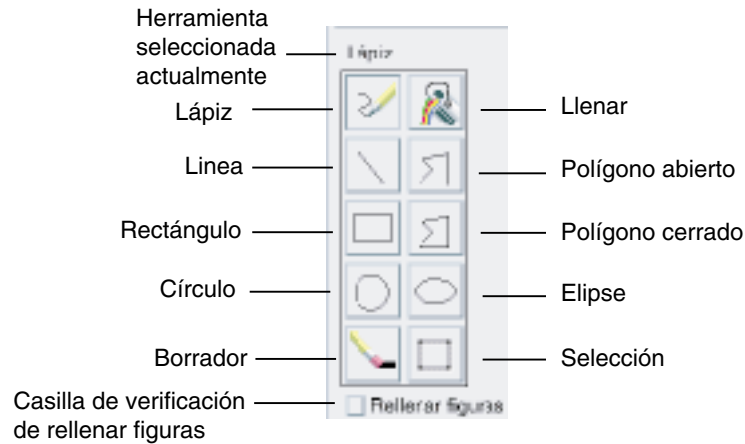 Herramienta
seleccionada
actualmente
Lápiz
Lápiz
Llenar
Linea
Polígono abierto
Rectángulo
Polígono cerrado
Círculo
Elipse
Borrador
Selección
Casilla de verificación
de rellenar figuras
Rellenar figuras